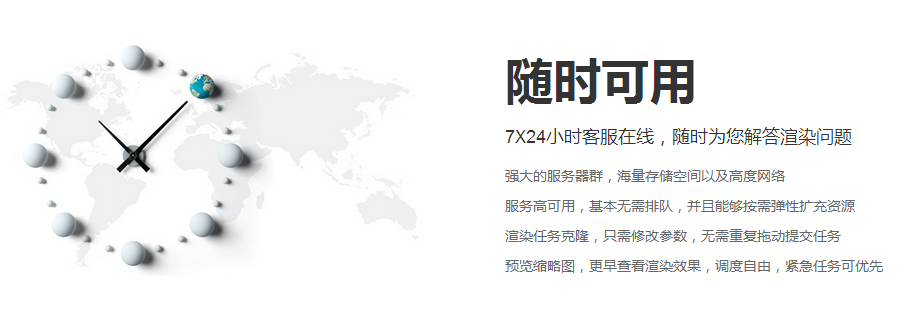 随时可用
7X24小时客服在线，随时为您解答渲染问题
强大的服务器群，海量存储空间以及高度网络
服务高可用，基本无需排队，并且能够按需弹性扩充资源
渲染任务克隆，只需修改参数，无需重复拖动提交任务
预览缩略图，更早查看渲染效果，调度自由，紧急任务可优先